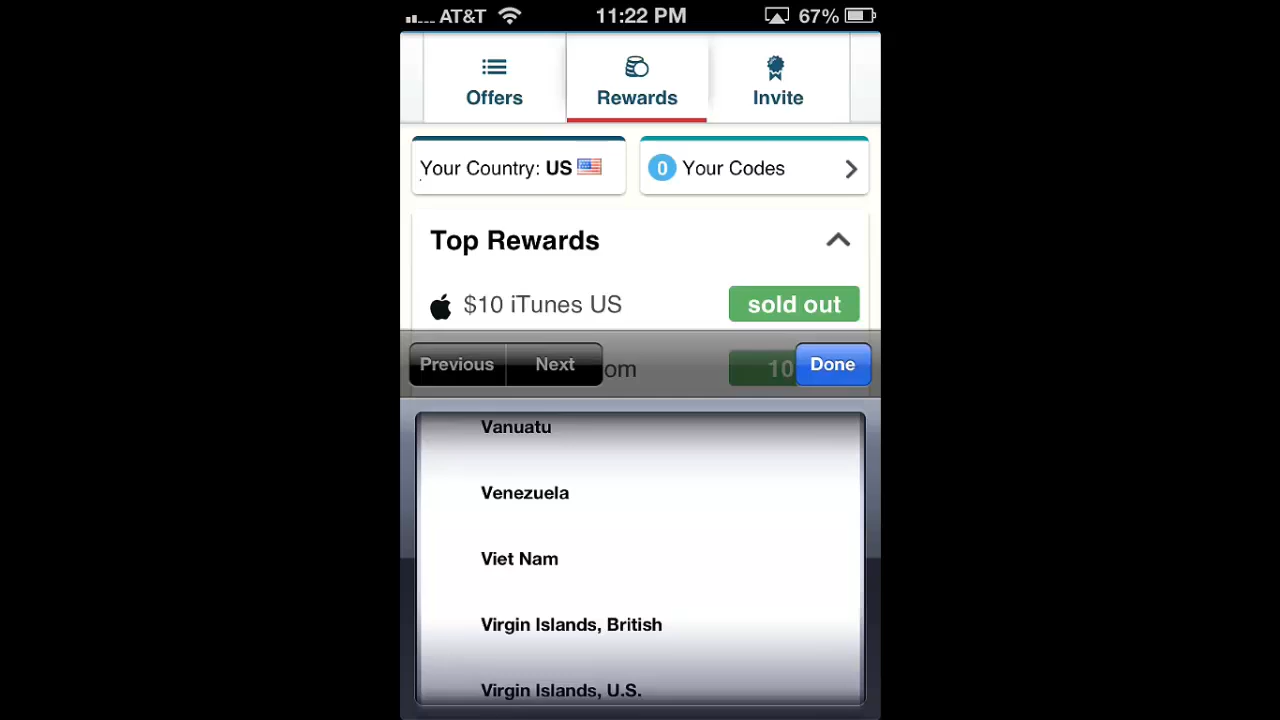 AT&T 11:22 PM 67%
Offers Rewards Invite
Your Country: US 0 Your Codes
Top Rewards
$10 iTunes US sold out
Previous Next om 10 Done
Vanuatu
Venezuela
Viet Nam
Virgin Islands, British
Virgin Islands, U.S.